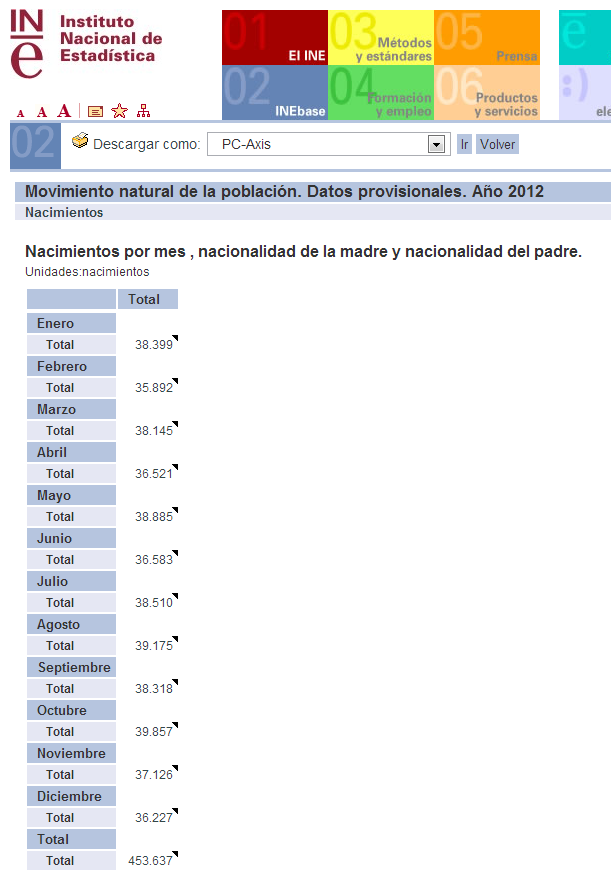 INe
Instituto
Nacional de
Estadística
01
El INE
03
Métodos
y estándares
05
Prensa
02
INEbase
04
Formación
y empleo
06
Productos
y servicios
:)
A A A
02
Descargar como: PC-Axis Ir Volver
Movimiento natural de la población. Datos provisionales. Año 2012
Nacimientos
Nacimientos por mes , nacionalidad de la madre y nacionalidad del padre.
Unidades:nacimientos
Total
Enero
Total 38.399
Febrero
Total 35.892
Marzo
Total 38.145
Abril
Total 36.521
Mayo
Total 38.885
Junio
Total 36.583
Julio
Total 38.510
Agosto
Total 39.175
Septiembre
Total 38.318
Octubre
Total 39.857
Noviembre
Total 37.126
Diciembre
Total 36.227
Total
Total 453.637